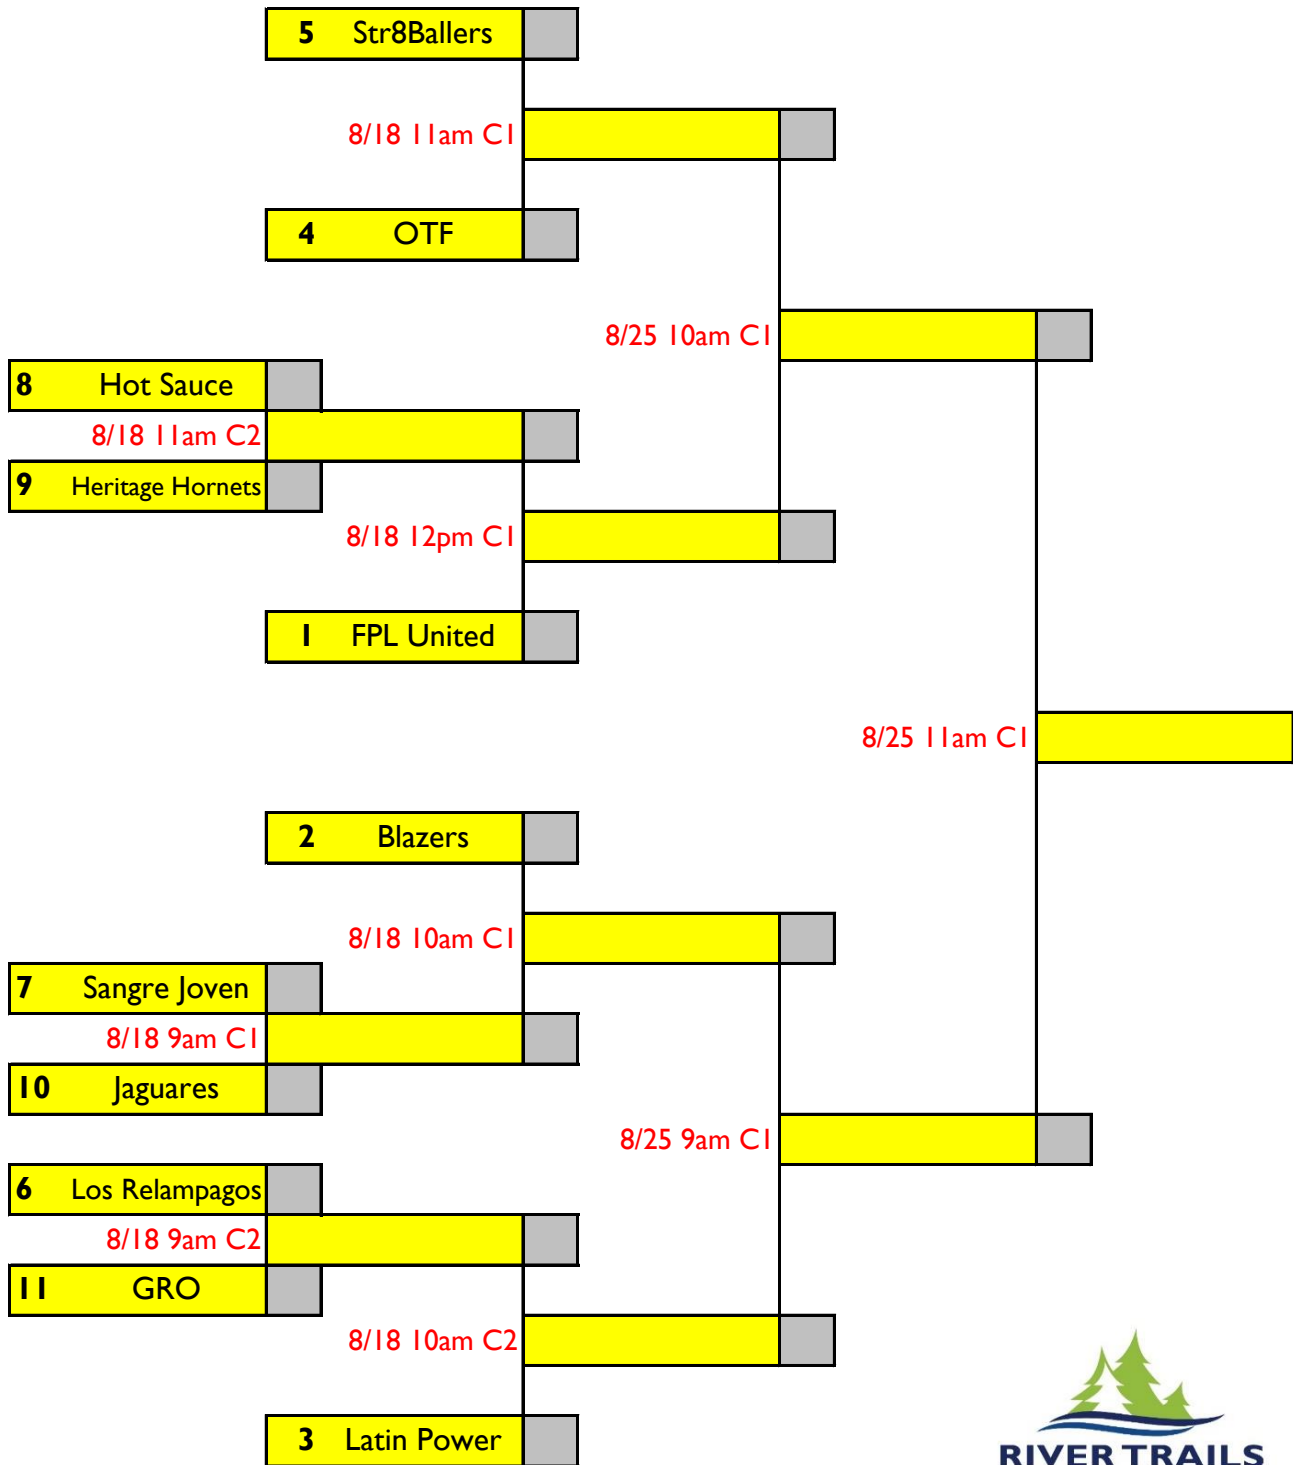 5 Str8Ballers
8/18 11am C1
4 OTF
8/25 10am C1
8 Hot Sauce
8/18 11am C2
9 Heritage Hornets
8/18 12pm C1
1 FPL United
8/25 11am C1
2 Blazers
8/18 10am C1
7 Sangre Joven
8/18 9am C1
10 Jaguares
8/25 9am C1
6 Los Relampagos
8/18 9am C2
11 GRO
8/18 10am C2
3 Latin Power
RIVER TRAILS